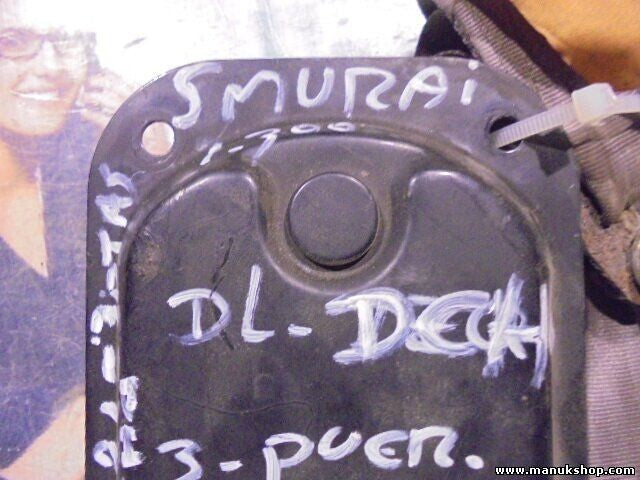 SMURAi
1-300
DL- DECH
3-PUER.
www.manukshop.com